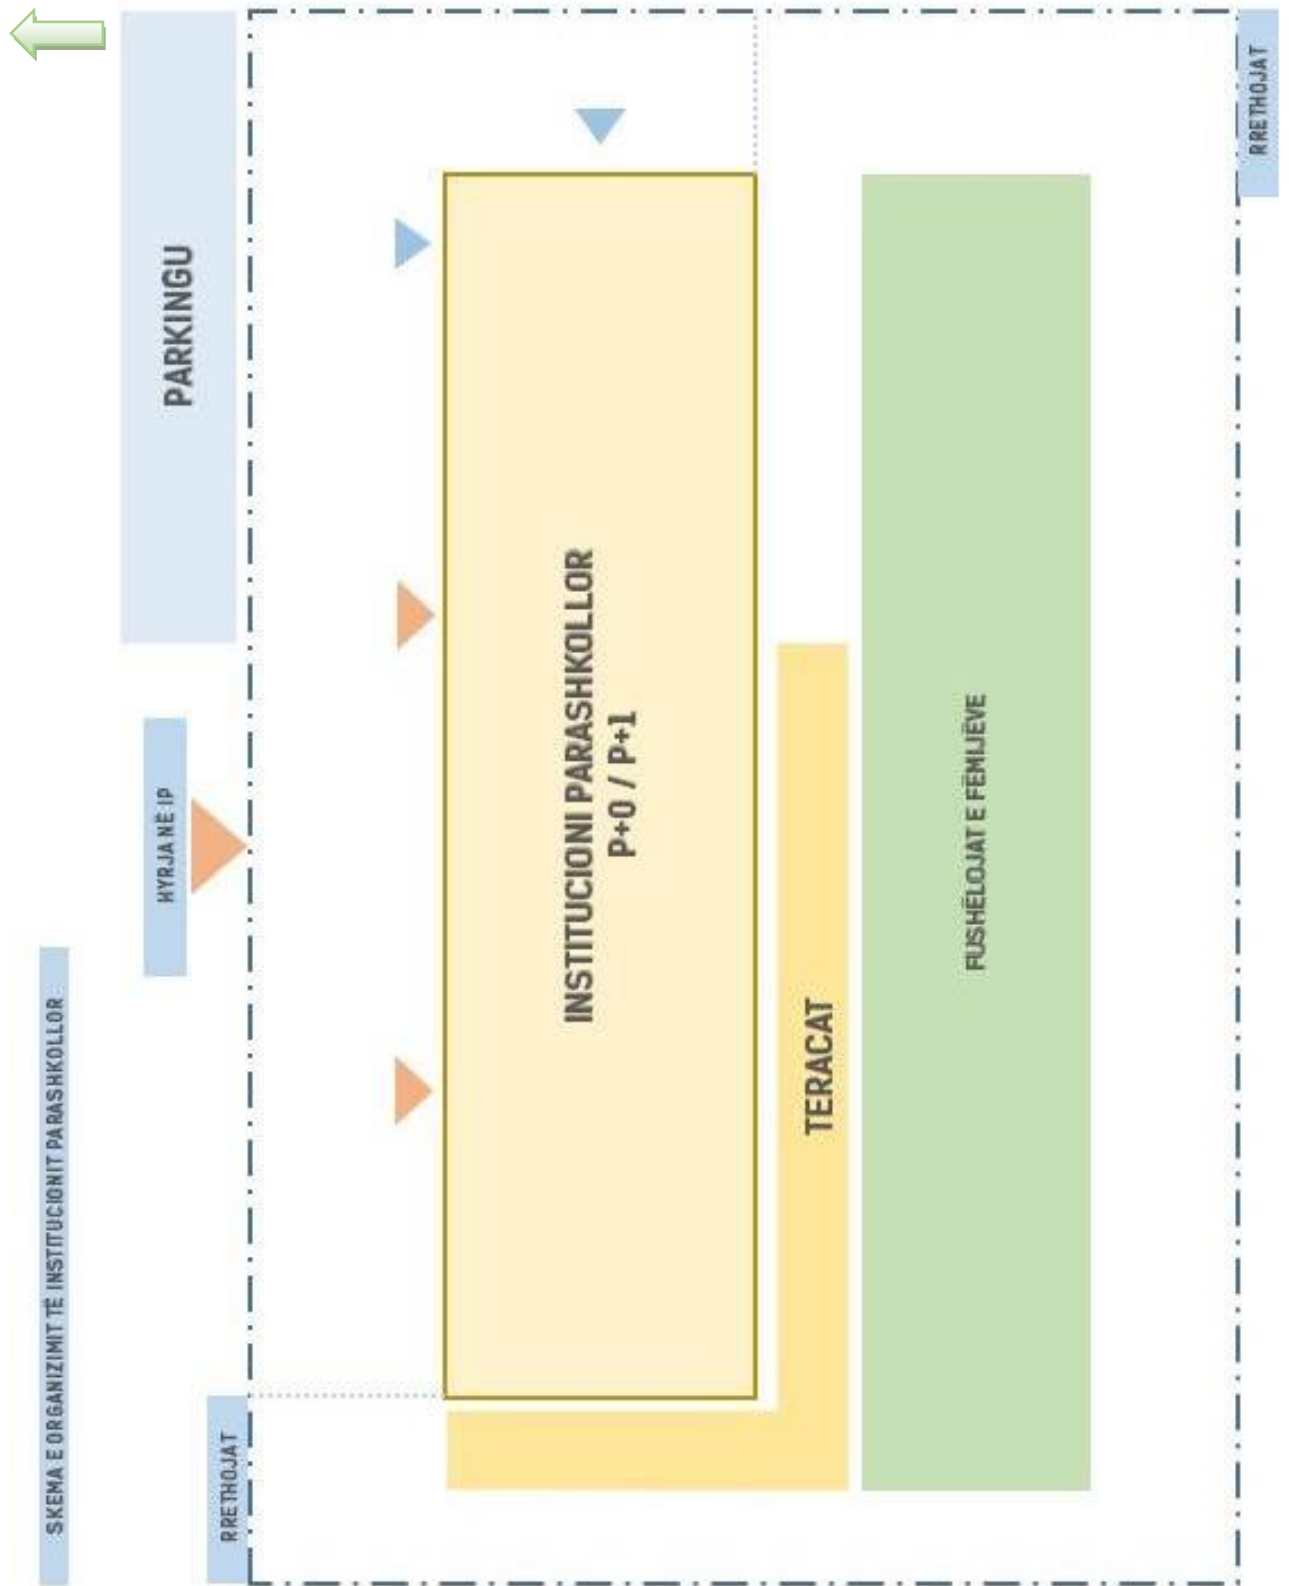 SKEMA E ORGANIZIMIT TË INSTITUCIONIT PARASHKOLLOR
HYRJA NË IP
PARKINGU
RRETHOJAT
INSTITUCIONI PARASHKOLLOR
P+0 / P+1
TERACAT
FUSHËLOJAT E FËMIJËVE
RRETHOJAT